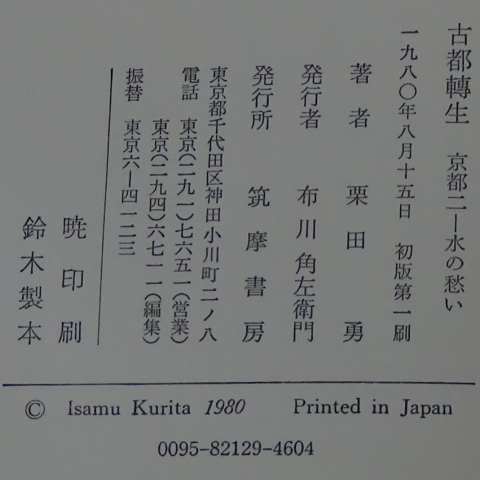 古都轉生　京都二―水の愁い
一九八〇年八月十五日　初版第一刷
著者　栗田　勇
発行者　布川角左衛門
発行所　筑摩書房
東京都千代田区神田小川町二ノ八
電話　東京(二九一)七六五一(営業)
東京(二九四)六七一一(編集)
振替　東京六―四一二三
暁印刷
鈴木製本
© Isamu Kurita 1980　Printed in Japan
0095-82129-4604